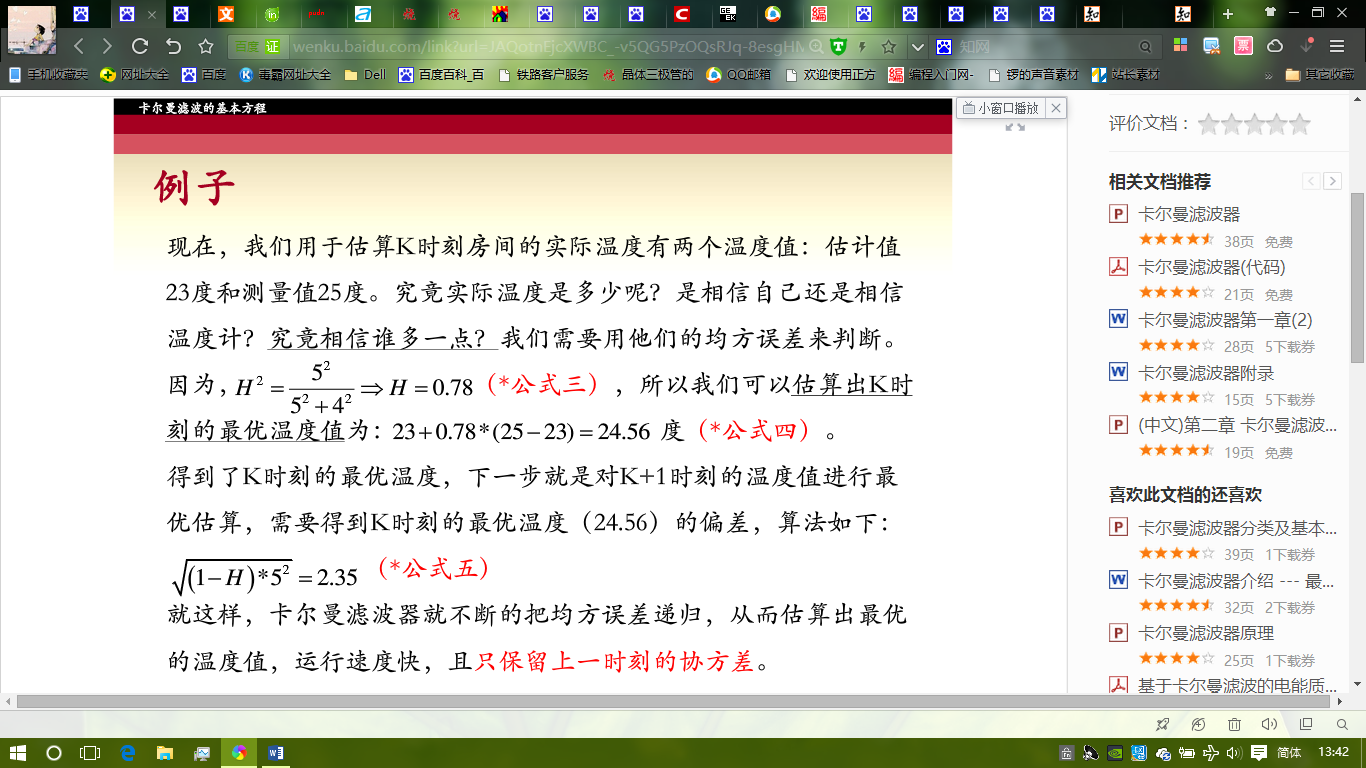 百度 证 wenku.baidu.com/link?url=JAQotnEjcXWBC_-v5QG5PzOQsRJq-8esgHM 知网 票
手机收藏夹 网址大全 百度 毒霸网址大全 Dell 百度百科_百 铁路客户服务 晶体三极管的 QQ邮箱 欢迎使用正方 编程入门网- 锣的声音素材 站长素材 » 其它收藏
卡尔曼滤波的基本方程
小窗口播放
例子
现在，我们用于估算K时刻房间的实际温度有两个温度值：估计值
23度和测量值25度。究竟实际温度是多少呢？是相信自己还是相信
温度计？究竟相信谁多一点？我们需要用他们的均方误差来判断。
因为，H² = 5²/(5² + 4²) ⇒ H = 0.78（*公式三），所以我们可以估算出K时
刻的最优温度值为：23+0.78*(25−23)=24.56 度（*公式四）。
得到了K时刻的最优温度，下一步就是对K+1时刻的温度值进行最
优估算，需要得到K时刻的最优温度（24.56）的偏差，算法如下：
√((1−H)*5²) = 2.35 （*公式五）
就这样，卡尔曼滤波器就不断的把均方误差递归，从而估算出最优
的温度值，运行速度快，且只保留上一时刻的协方差。
评价文档：
相关文档推荐
卡尔曼滤波器
38页 免费
卡尔曼滤波器(代码)
21页 免费
卡尔曼滤波器第一章(2)
28页 5下载券
卡尔曼滤波器附录
15页 5下载券
(中文)第二章 卡尔曼滤波...
19页 免费
喜欢此文档的还喜欢
卡尔曼滤波器分类及基本...
39页 1下载券
卡尔曼滤波器介绍 --- 最...
32页 2下载券
卡尔曼滤波器原理
25页 1下载券
基于卡尔曼滤波的电能质...
简体 13:42